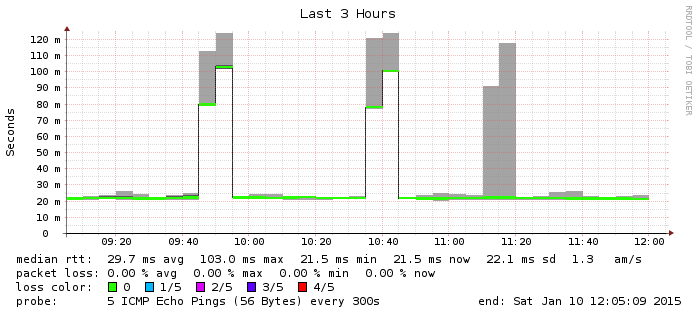 Last 3 Hours
RRDTOOL / TOBI OETIKER
Seconds
120 m
110 m
100 m
90 m
80 m
70 m
60 m
50 m
40 m
30 m
20 m
10 m
0
09:20 09:40 10:00 10:20 10:40 11:00 11:20 11:40 12:00
median rtt: 29.7 ms avg 103.0 ms max 21.5 ms min 21.5 ms now 22.1 ms sd 1.3 am/s
packet loss: 0.00 % avg 0.00 % max 0.00 % min 0.00 % now
loss color: 0 1/5 2/5 3/5 4/5
probe: 5 ICMP Echo Pings (56 Bytes) every 300s end: Sat Jan 10 12:05:09 2015